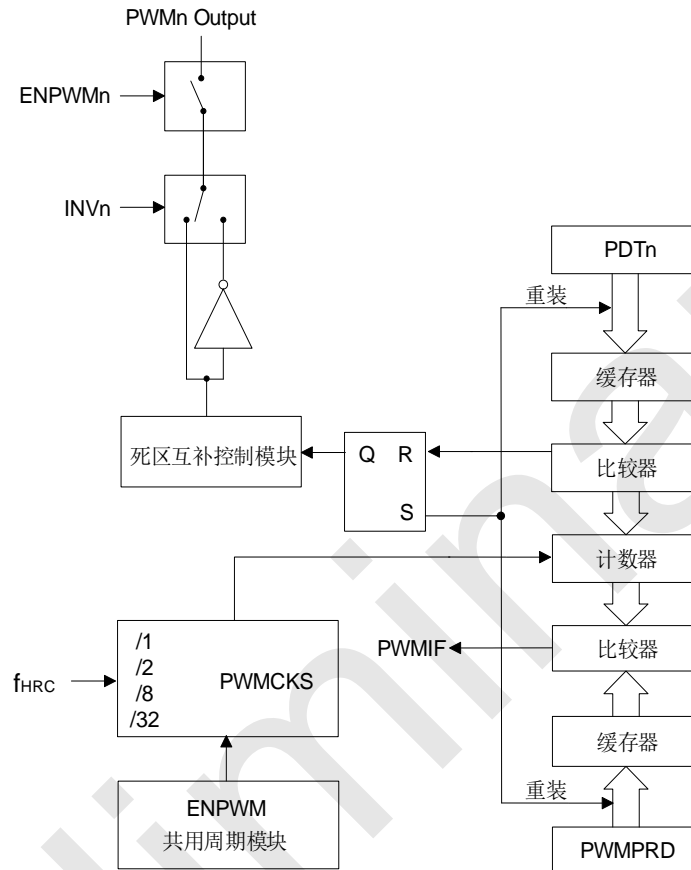 PWMn Output
ENPWMn
INVn
PDTn
重装
缓存器
死区互补控制模块
Q R
S
比较器
计数器
/1
/2
/8
/32
PWMCKS
fHRC
PWMIF
比较器
缓存器
ENPWM
共用周期模块
重装
PWMPRD